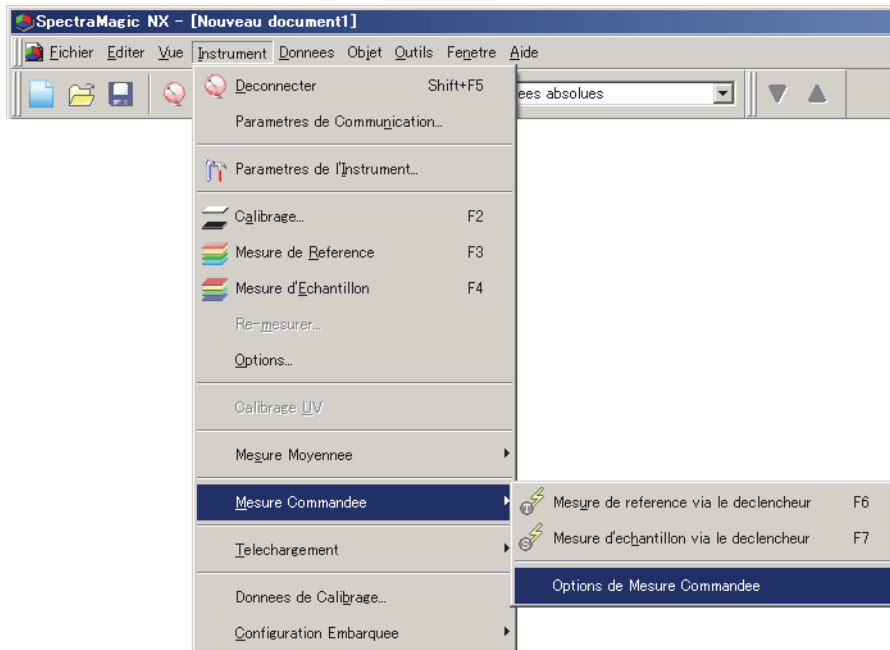 SpectraMagic NX - [Nouveau document1]
Eichier Editer Vue Instrument Donnees Objet Outils Fenetre Aide
Deconnecter Shift+F5
ees absolues
Parametres de Communication...
Parametres de l'Instrument...
Calibrage... F2
Mesure de Reference F3
Mesure d'Echantillon F4
Re-mesurer...
Options...
Calibrage UV
Mesure Moyennee
Mesure Commandee
Mesure de reference via le declencheur F6
Mesure d'echantillon via le declencheur F7
Telechargement
Options de Mesure Commandee
Donnees de Calibrage...
Configuration Embarquee